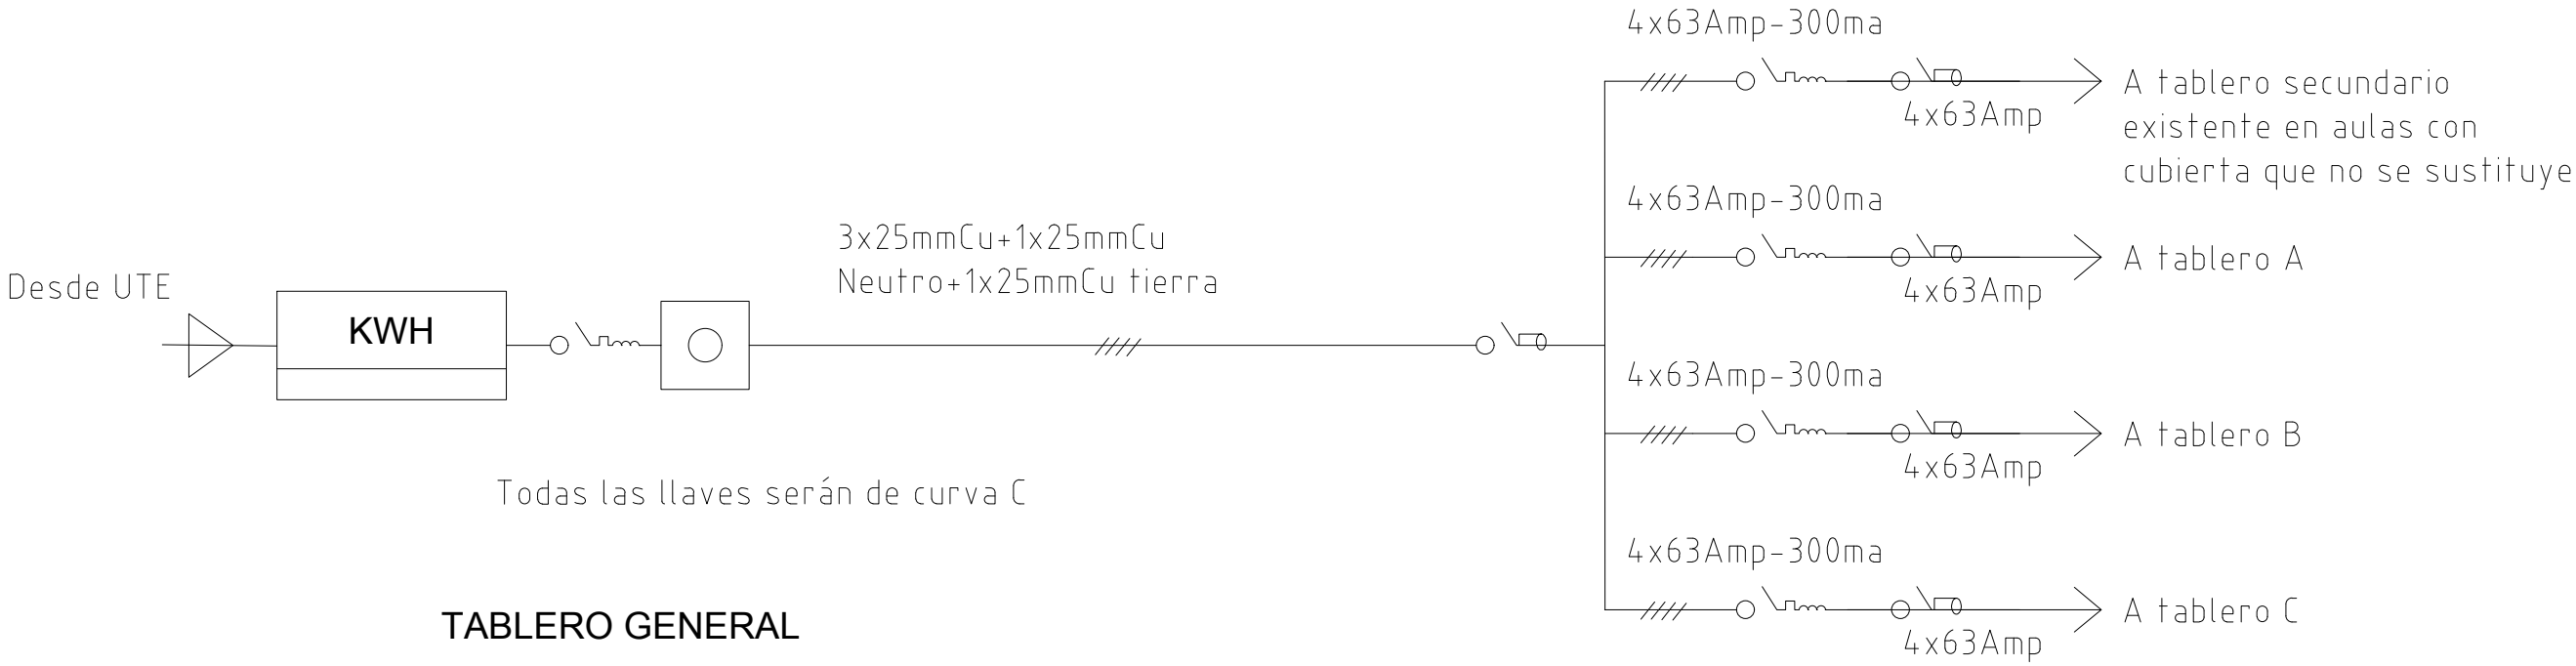 4x63Amp-300ma
4x63Amp
A tablero secundario
existente en aulas con
cubierta que no se sustituye
4x63Amp-300ma
4x63Amp
A tablero A
3x25mmCu+1x25mmCu
Neutro+1x25mmCu tierra
Desde UTE
KWH
4x63Amp-300ma
4x63Amp
A tablero B
Todas las llaves serán de curva C
4x63Amp-300ma
4x63Amp
A tablero C
TABLERO GENERAL